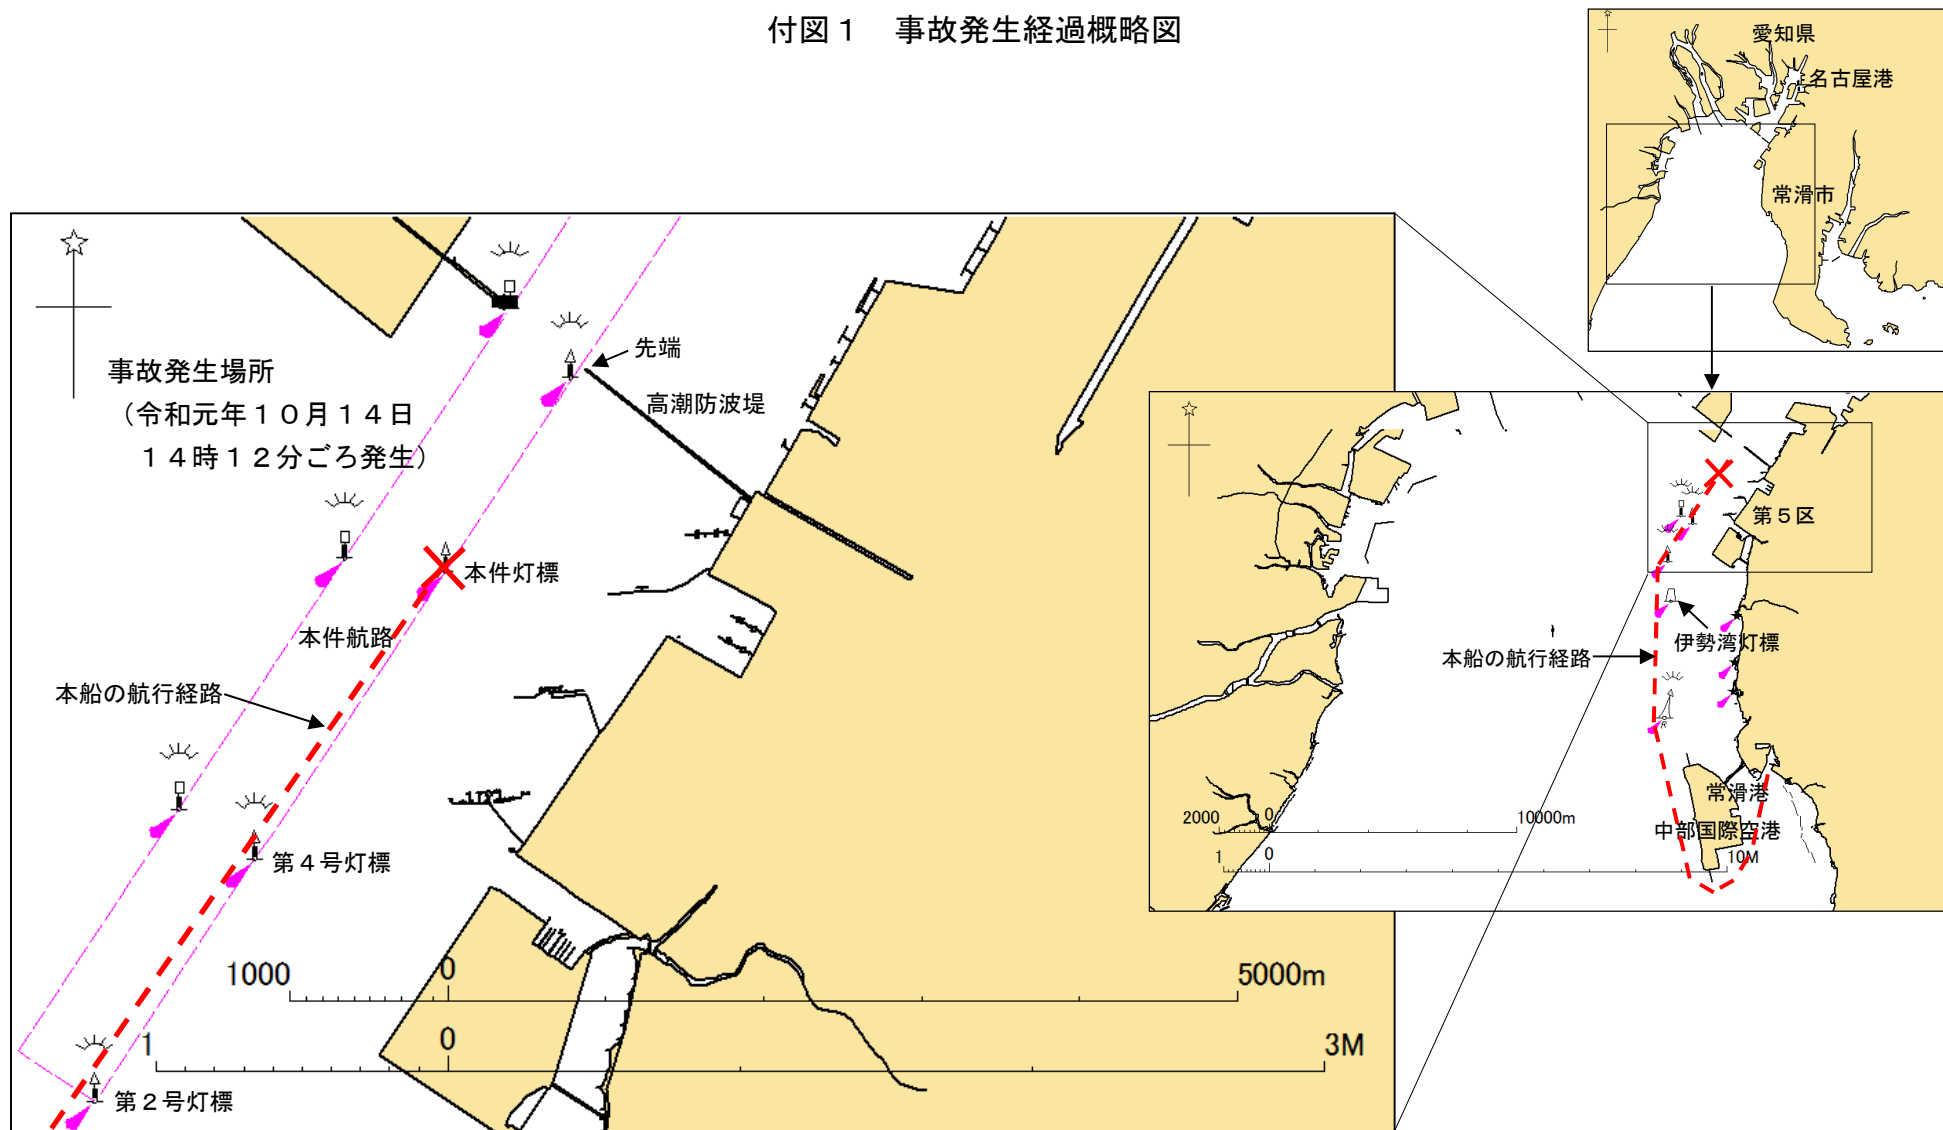 付図１　事故発生経過概略図
愛知県
名古屋港
常滑市
先端
事故発生場所
（令和元年１０月１４日
１４時１２分ごろ発生）
高潮防波堤
本件灯標
本件航路
本船の航行経路
第４号灯標
第２号灯標
1000
0
5000m
1
0
3M
第５区
伊勢湾灯標
本船の航行経路
R
常滑港
中部国際空港
2000
0
10000m
1
0
10M